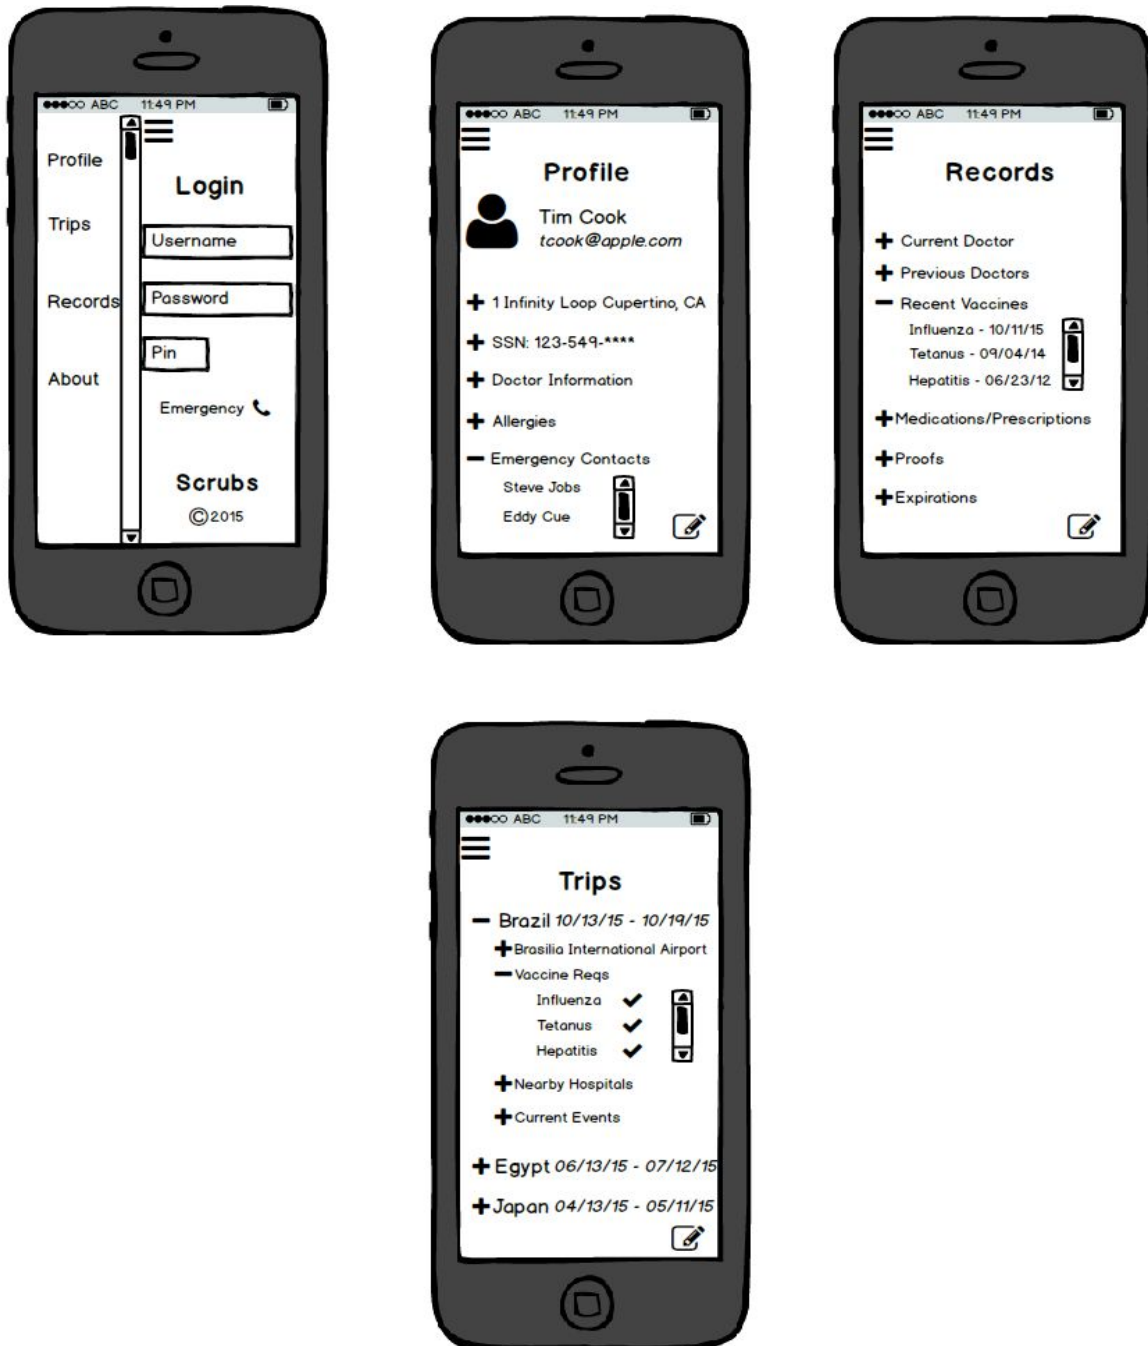 ABC 11:49 PM
Profile
Trips
Records
About
Login
Username
Password
Pin
Emergency
Scrubs
©2015
ABC 11:49 PM
Profile
Tim Cook
tcook@apple.com
1 Infinity Loop Cupertino, CA
SSN: 123-549-****
Doctor Information
Allergies
Emergency Contacts
Steve Jobs
Eddy Cue
ABC 11:49 PM
Records
Current Doctor
Previous Doctors
Recent Vaccines
Influenza - 10/11/15
Tetanus - 09/04/14
Hepatitis - 06/23/12
Medications/Prescriptions
Proofs
Expirations
ABC 11:49 PM
Trips
Brazil 10/13/15 - 10/19/15
Brasilia International Airport
Vaccine Reqs
Influenza
Tetanus
Hepatitis
Nearby Hospitals
Current Events
Egypt 06/13/15 - 07/12/15
Japan 04/13/15 - 05/11/15